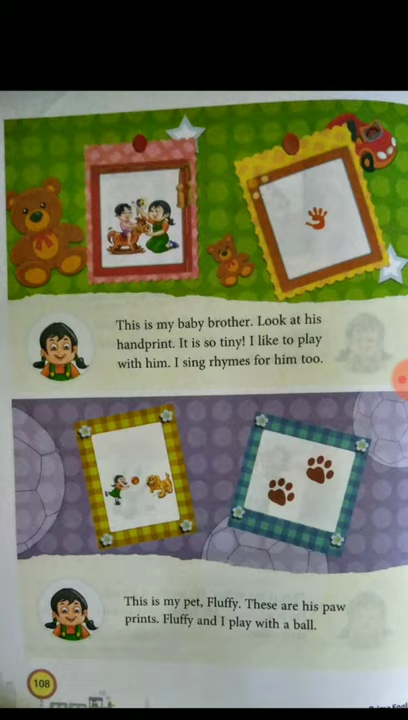 This is my baby brother. Look at his
handprint. It is so tiny! I like to play
with him. I sing rhymes for him too.
This is my pet, Fluffy. These are his paw
prints. Fluffy and I play with a ball.
108